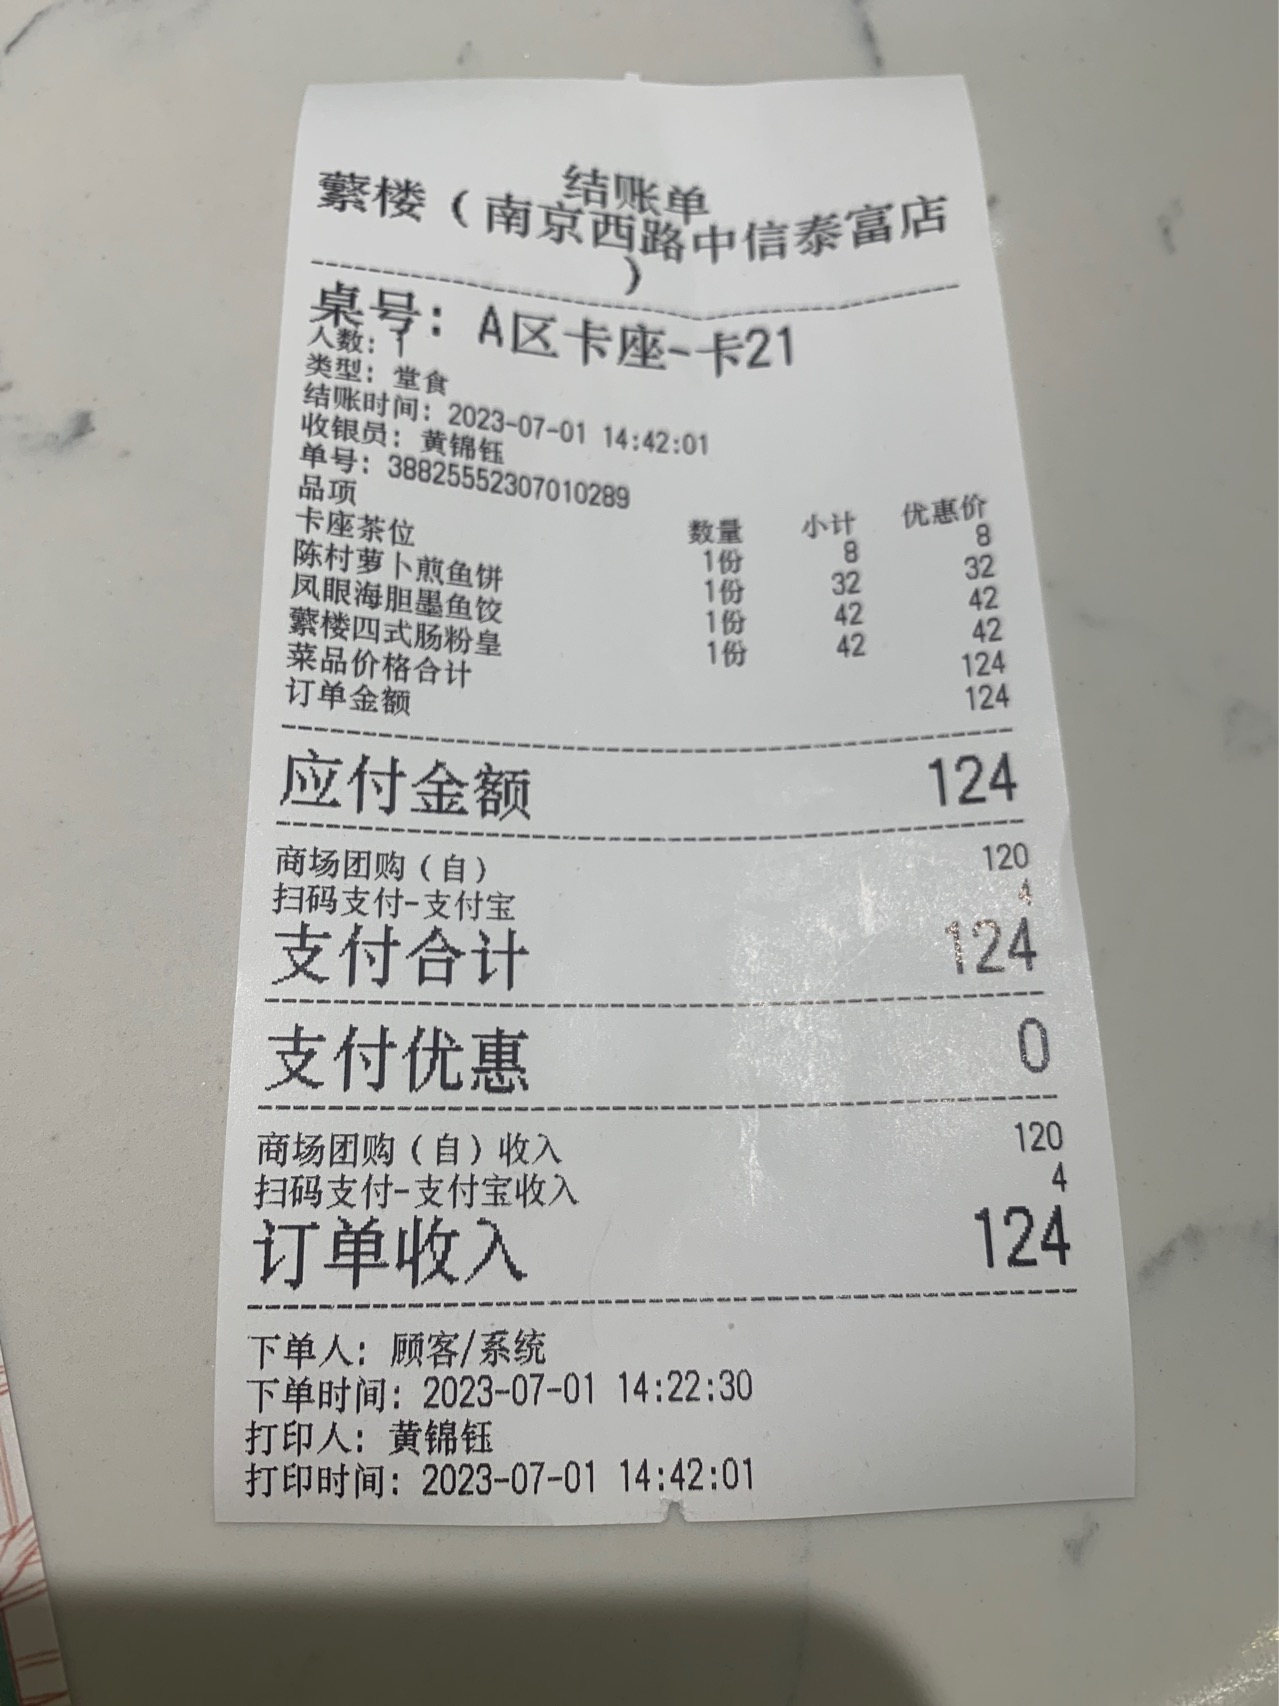 结账单
蘩楼（南京西路中信泰富店
）
桌号：A区卡座-卡21
人数：1
类型：堂食
结账时间：2023-07-01 14:42:01
收银员：黄锦钰
单号：38825552307010289
品项 数量 小计 优惠价
卡座茶位 1份 8 8
陈村萝卜煎鱼饼 1份 32 32
凤眼海胆墨鱼饺 1份 42 42
蘩楼四式肠粉皇 1份 42 42
菜品价格合计 124
订单金额 124
应付金额 124
商场团购（自） 120
扫码支付-支付宝 4
支付合计 124
支付优惠 0
商场团购（自）收入 120
扫码支付-支付宝收入 4
订单收入 124
下单人：顾客/系统
下单时间：2023-07-01 14:22:30
打印人：黄锦钰
打印时间：2023-07-01 14:42:01